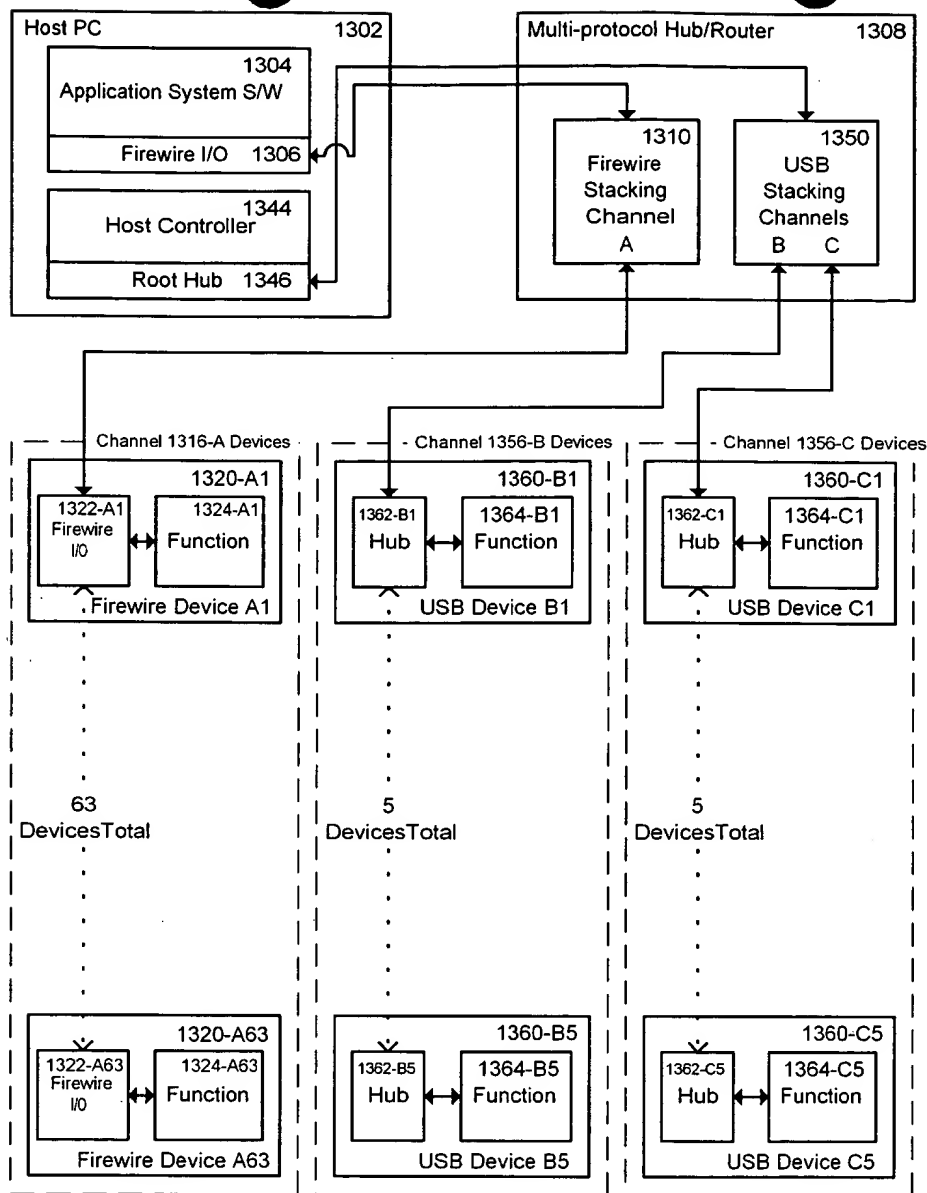 Host PC 1302
1304
Application System S/W
Firewire I/O 1306
1344
Host Controller
Root Hub 1346
Multi-protocol Hub/Router 1308
1310
Firewire
Stacking
Channel
A
1350
USB
Stacking
Channels
B C
Channel 1316-A Devices
1320-A1
1322-A1
Firewire
I/O
1324-A1
Function
Firewire Device A1
63
DevicesTotal
1320-A63
1322-A63
Firewire
I/O
1324-A63
Function
Firewire Device A63
Channel 1356-B Devices
1360-B1
1362-B1
Hub
1364-B1
Function
USB Device B1
5
DevicesTotal
1360-B5
1362-B5
Hub
1364-B5
Function
USB Device B5
Channel 1356-C Devices
1360-C1
1362-C1
Hub
1364-C1
Function
USB Device C1
5
DevicesTotal
1360-C5
1362-C5
Hub
1364-C5
Function
USB Device C5